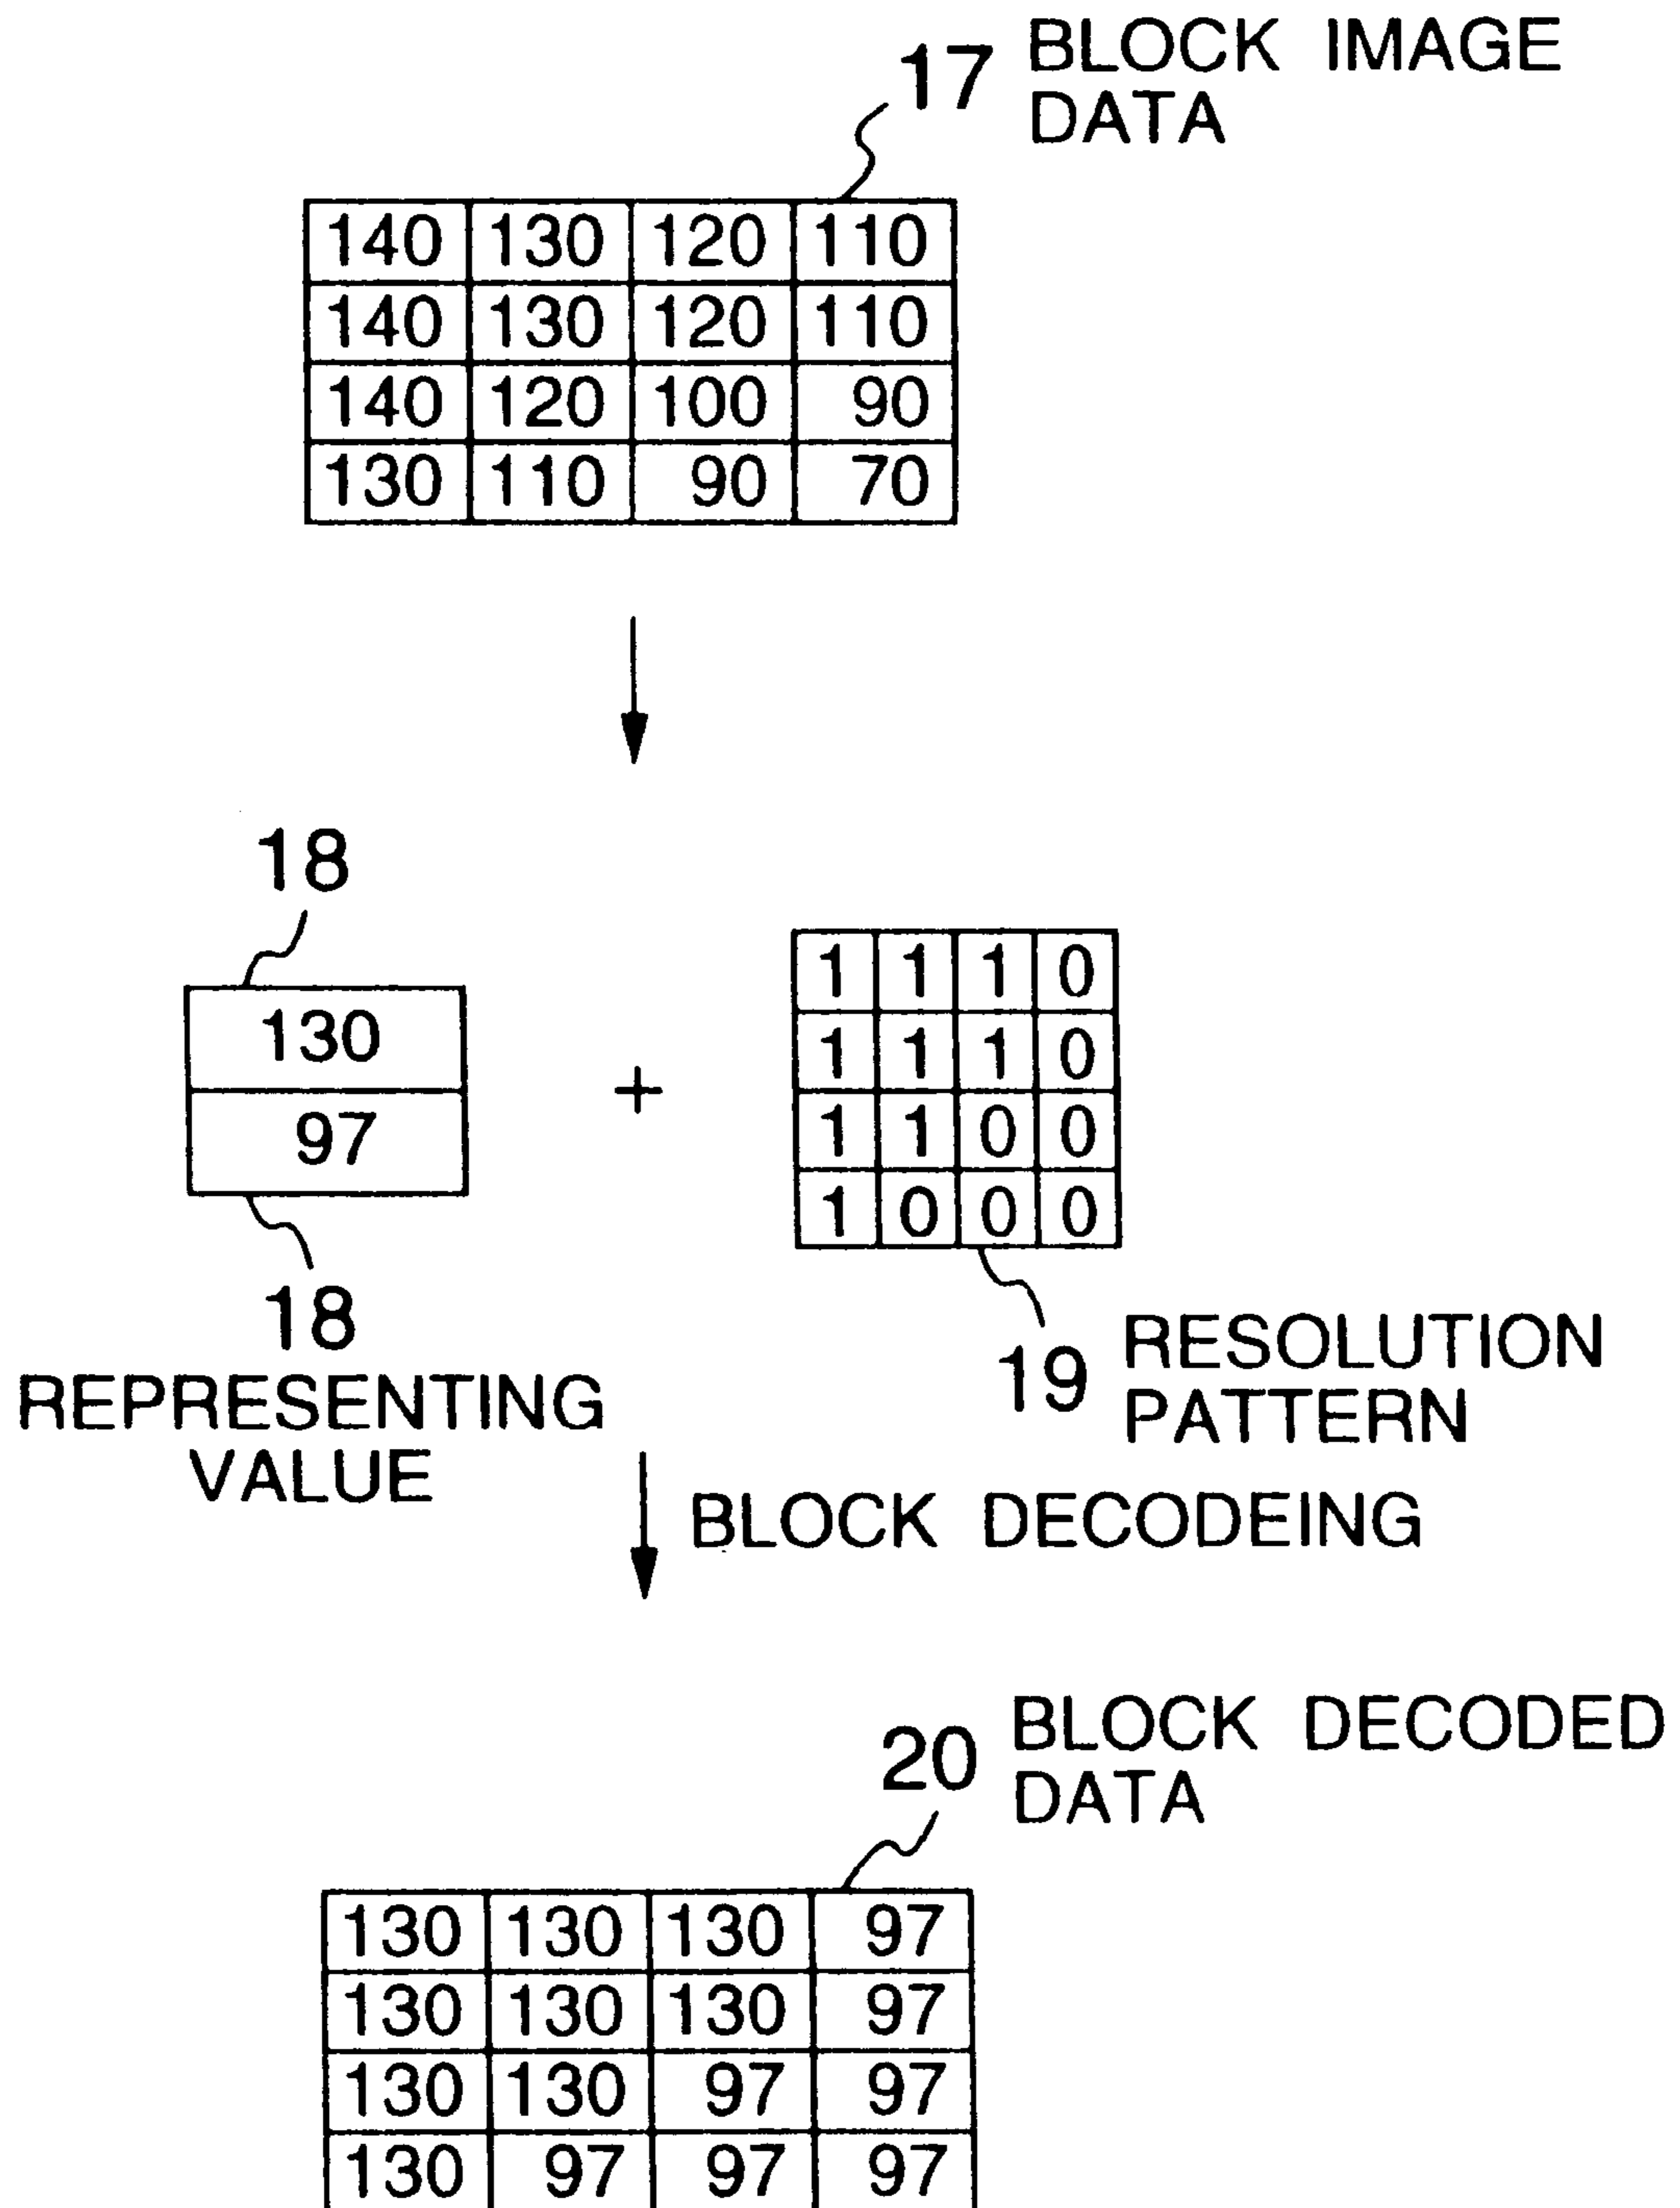 17 BLOCK IMAGE
DATA
140 130 120 110
140 130 120 110
140 120 100 90
130 110 90 70
18
130
97
+
1 1 1 0
1 1 1 0
1 1 0 0
1 0 0 0
18
REPRESENTING
VALUE
19 RESOLUTION
PATTERN
BLOCK DECODEING
20 BLOCK DECODED
DATA
130 130 130 97
130 130 130 97
130 130 97 97
130 97 97 97